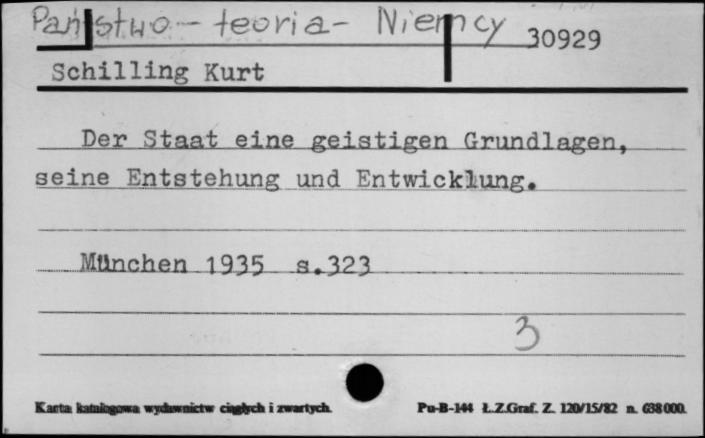 Państwo - teoria - Niemcy 30929
Schilling Kurt
Der Staat eine geistigen Grundlagen,
seine Entstehung und Entwicklung.
München 1935 s.323
3
Karta katalogowa wydawnictw ciągłych i zwartych. Pu-B-144 Ł.Z.Graf. Z. 120/15/82 n. 638000.